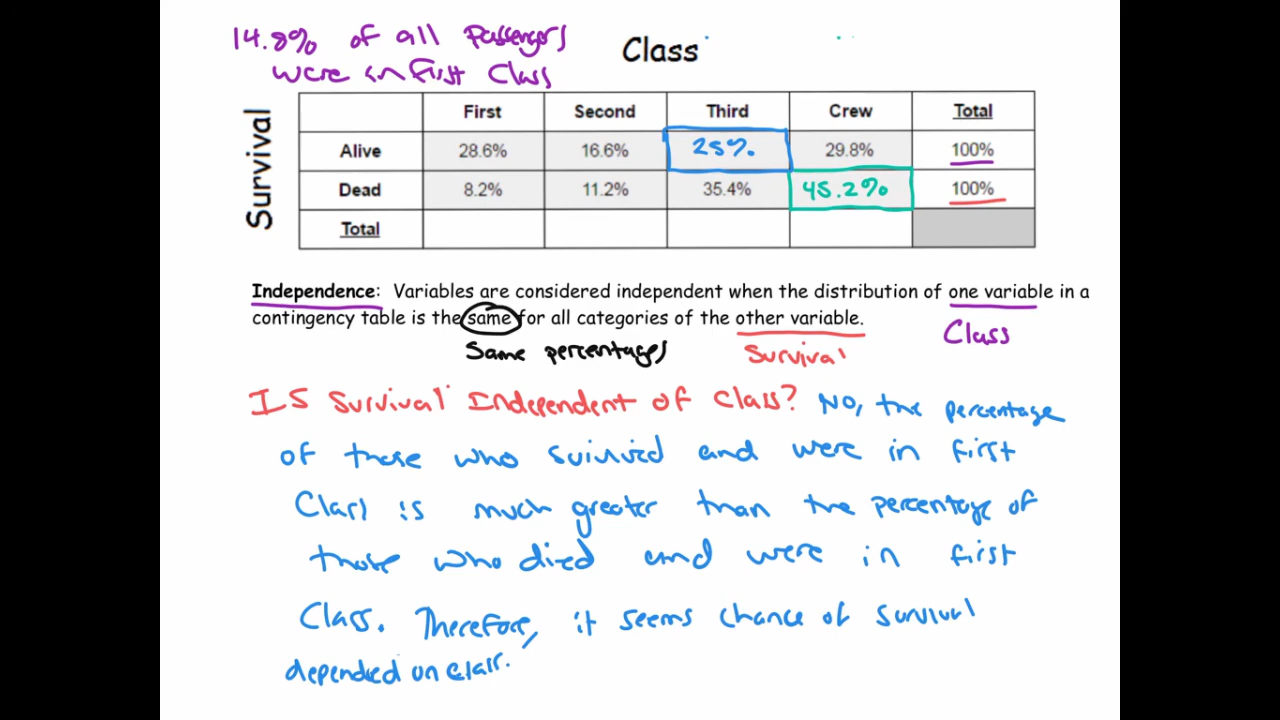 14.8% of all Passengers
were in first Class
Class
Survival
First Second Third Crew Total
Alive 28.6% 16.6% 25% 29.8% 100%
Dead 8.2% 11.2% 35.4% 45.2% 100%
Total
Independence: Variables are considered independent when the distribution of one variable in a
contingency table is the same for all categories of the other variable.
Same percentages Survival Class
Is Survival Independent of Class? No, the percentage
of those who survived and were in first
Class is much greater than the percentage of
those who died and were in first
Class. Therefore, it seems chance of survival
depended on class.